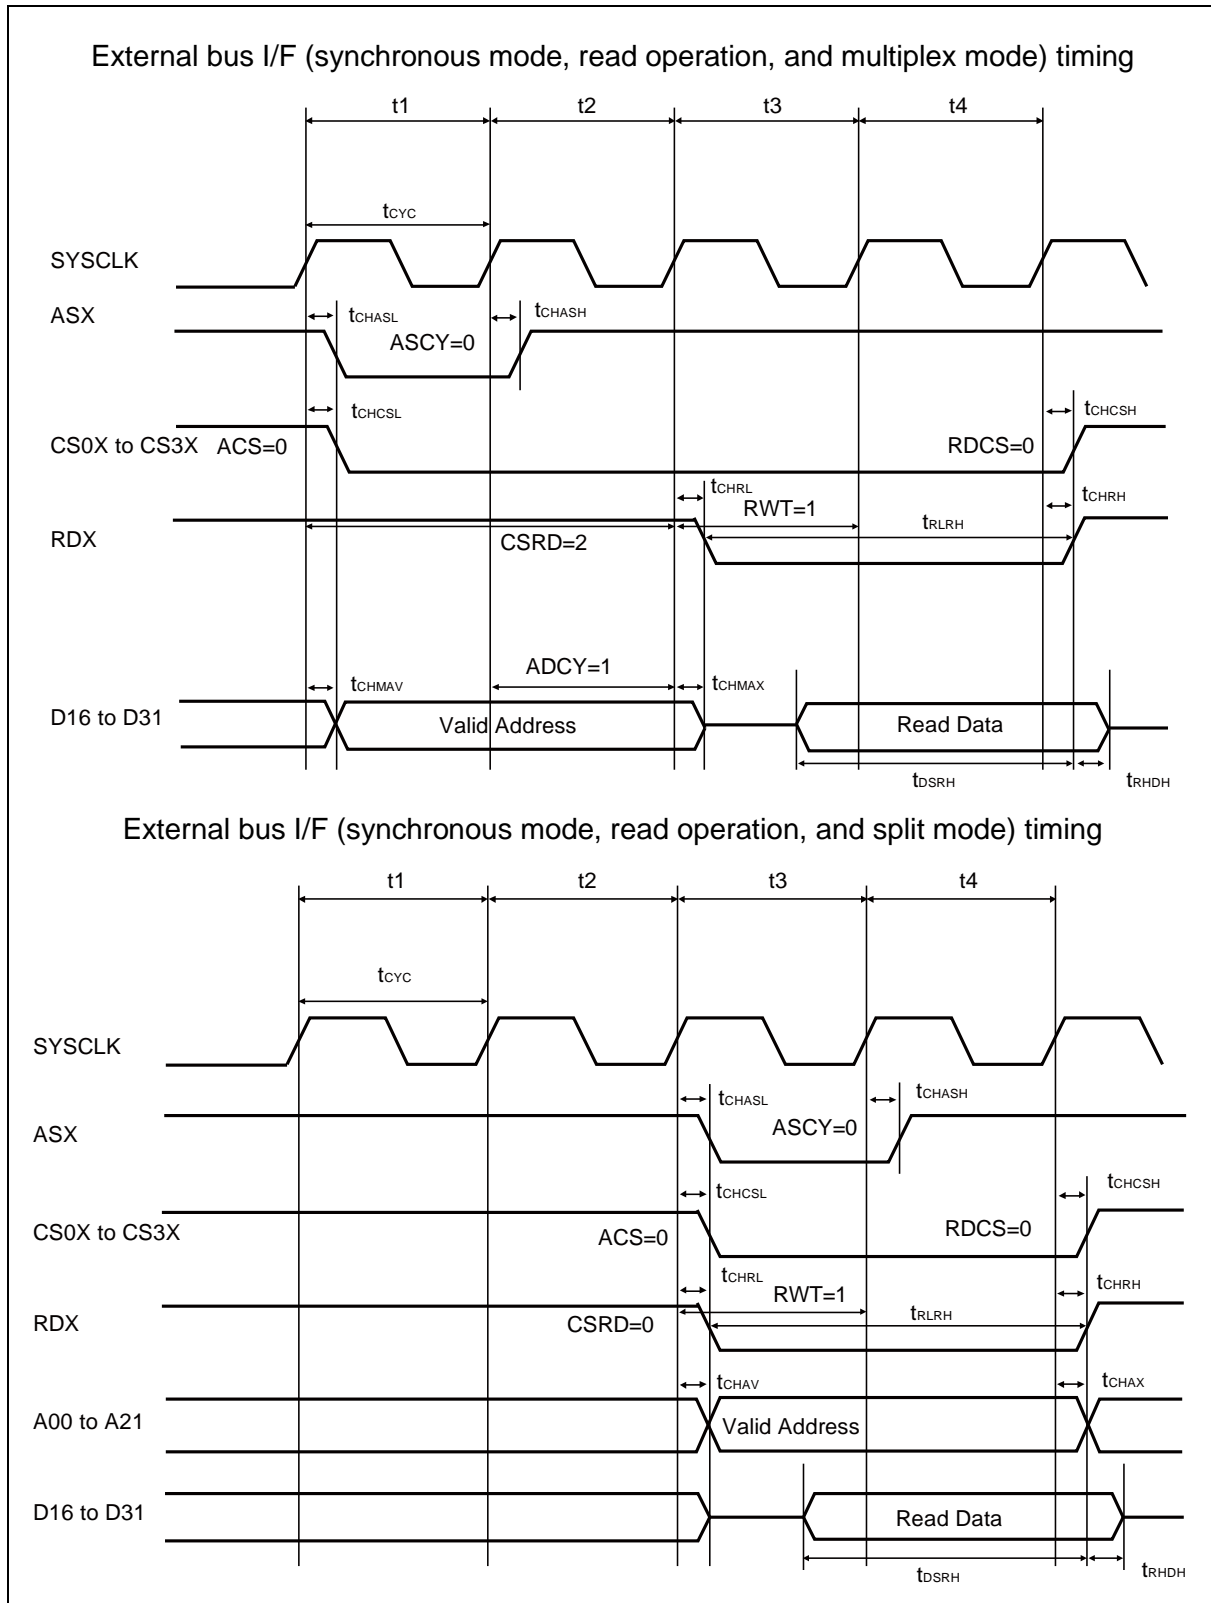 External bus I/F (synchronous mode, read operation, and multiplex mode) timing
t1 t2 t3 t4
tCYC
SYSCLK
ASX
tCHASL
ASCY=0
tCHASH
tCHCSL
tCHCSH
CS0X to CS3X ACS=0
RDCS=0
tCHRL
tCHRH
RWT=1
tRLRH
RDX
CSRD=2
ADCY=1
tCHMAV
tCHMAX
D16 to D31
Valid Address
Read Data
tDSRH
tRHDH
External bus I/F (synchronous mode, read operation, and split mode) timing
t1 t2 t3 t4
tCYC
SYSCLK
tCHASL
tCHASH
ASX
ASCY=0
tCHCSL
tCHCSH
CS0X to CS3X
ACS=0
RDCS=0
tCHRL
tCHRH
RWT=1
tRLRH
RDX
CSRD=0
tCHAV
tCHAX
A00 to A21
Valid Address
D16 to D31
Read Data
tDSRH
tRHDH